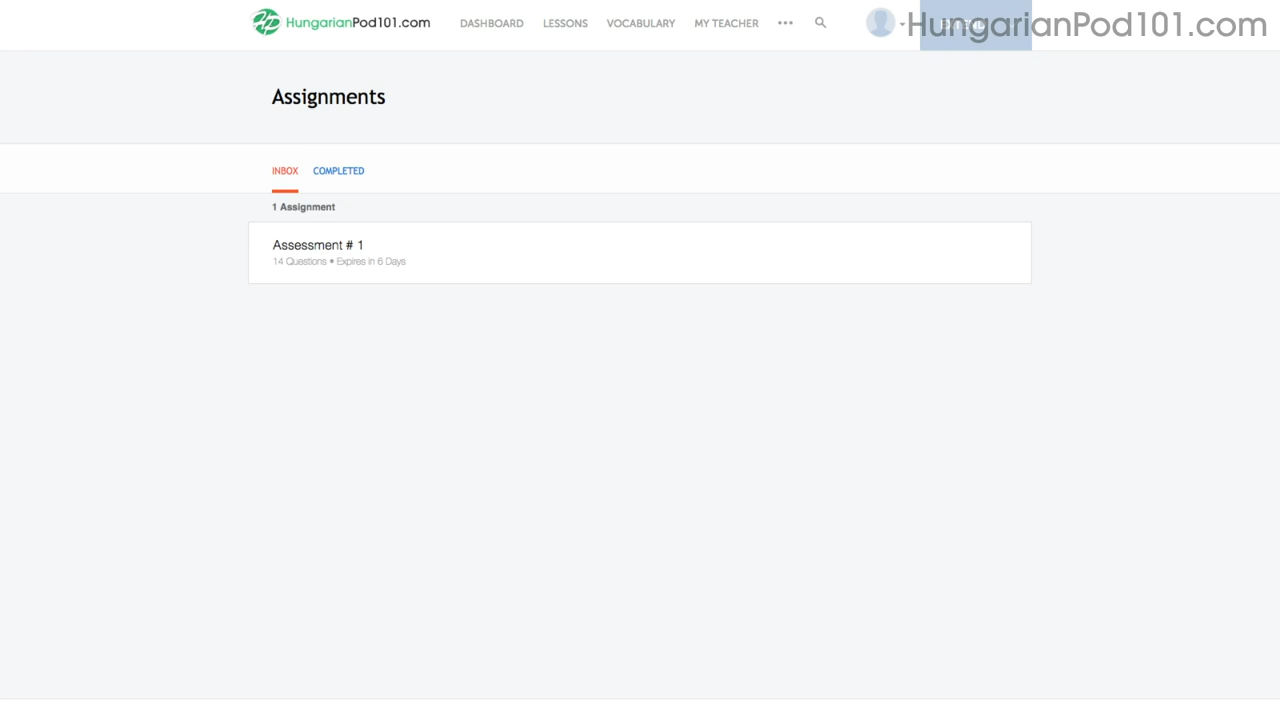 HungarianPod101.com
DASHBOARD LESSONS VOCABULARY MY TEACHER •••
HungarianPod101.com
Assignments
INBOX COMPLETED
1 Assignment
Assessment # 1
14 Questions • Expires in 6 Days